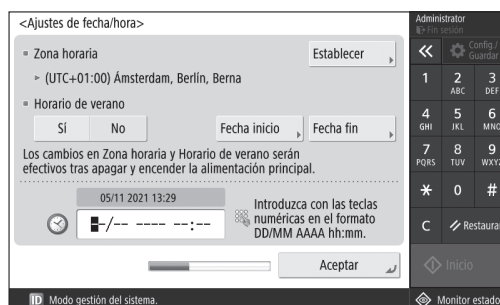 <Ajustes de fecha/hora>
Zona horaria
Establecer
(UTC+01:00) Ámsterdam, Berlín, Berna
Horario de verano
Sí No Fecha inicio Fecha fin
Los cambios en Zona horaria y Horario de verano serán
efectivos tras apagar y encender la alimentación principal.
05/11 2021 13:29
-/-- ---- --:--
Introduzca con las teclas
numéricas en el formato
DD/MM AAAA hh:mm.
Aceptar
ID Modo gestión del sistema.
Administrator
Fin sesión
Config./
Guardar
1 2 3
ABC DEF
4 5 6
GHI JKL MNO
7 8 9
PQRS TUV WXYZ
* 0 #
C Restaurar
Inicio
Monitor estado